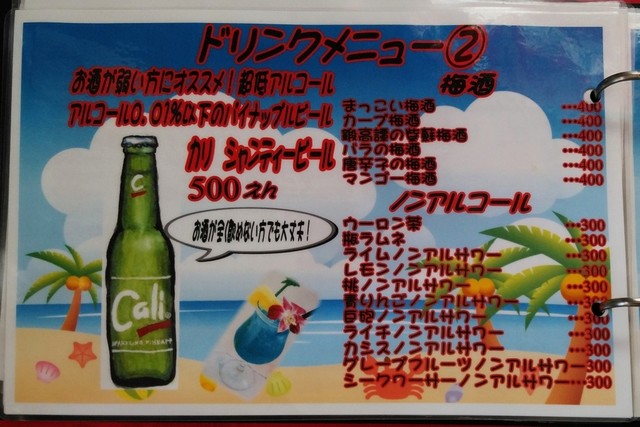 ドリンクメニュー②
お酒が弱い方にオススメ！超低アルコール
アルコール0,01%以下のパイナップルビール
カリ シャンティービール
500えん
お酒が全く飲めない方でも大丈夫！
C
Cali
梅酒
まっこい梅酒 …400
カープ梅酒 …400
鍛高譚の紫蘇梅酒 …400
バラの梅酒 …400
唐辛子の梅酒 …400
マンゴー梅酒 …400
ノンアルコール
ウーロン茶 …300
瓶ラムネ …300
ライムノンアルサワー …300
レモンノンアルサワー …300
桃ノンアルサワー …300
青りんごノンアルサワー …300
巨砲ノンアルサワー …300
ライチノンアルサワー …300
カシスノンアルサワー …300
グレープフルーツノンアルサワー …300
シークワーサーノンアルサワー …300